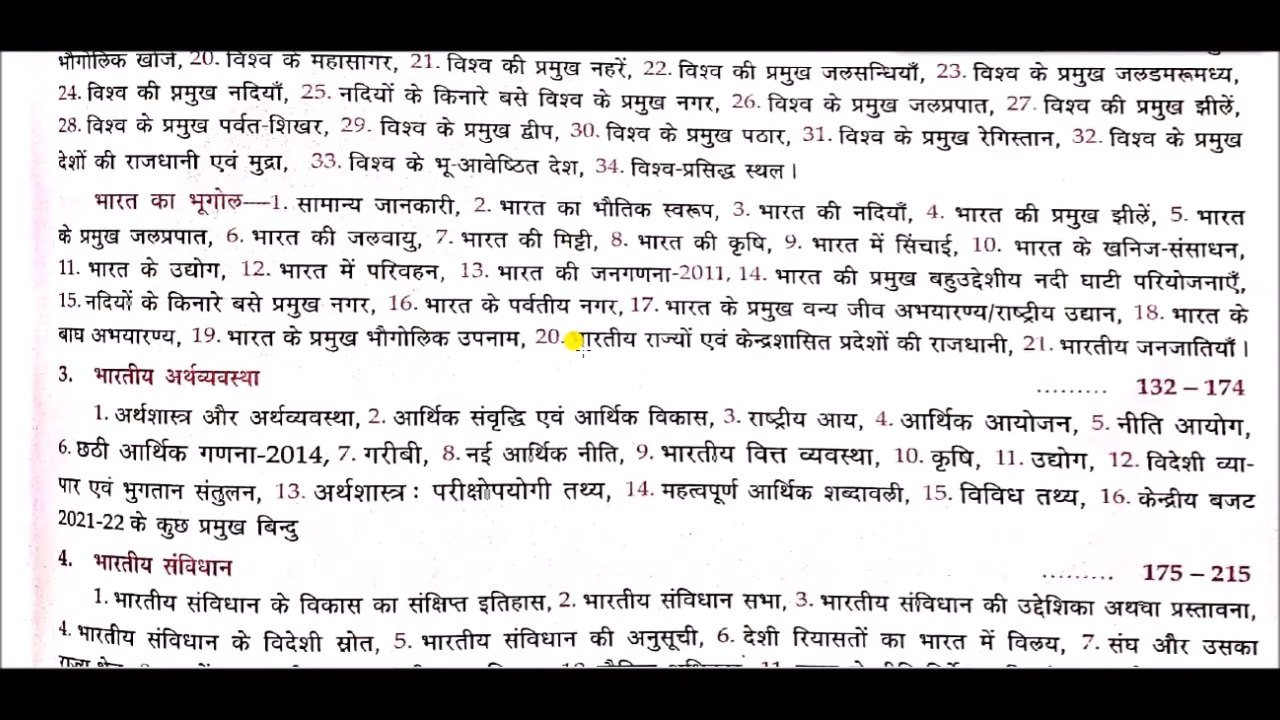 भौगोलिक खोजें, 20. विश्व के महासागर, 21. विश्व की प्रमुख नहरें, 22. विश्व की प्रमुख जलसन्धियाँ, 23. विश्व के प्रमुख जलडमरूमध्य,
24. विश्व की प्रमुख नदियाँ, 25. नदियों के किनारे बसे विश्व के प्रमुख नगर, 26. विश्व के प्रमुख जलप्रपात, 27. विश्व की प्रमुख झीलें,
28. विश्व के प्रमुख पर्वत-शिखर, 29. विश्व के प्रमुख द्वीप, 30. विश्व के प्रमुख पठार, 31. विश्व के प्रमुख रेगिस्तान, 32. विश्व के प्रमुख
देशों की राजधानी एवं मुद्रा, 33. विश्व के भू-आवेष्ठित देश, 34. विश्व-प्रसिद्ध स्थल।
भारत का भूगोल—1. सामान्य जानकारी, 2. भारत का भौतिक स्वरूप, 3. भारत की नदियाँ, 4. भारत की प्रमुख झीलें, 5. भारत
के प्रमुख जलप्रपात, 6. भारत की जलवायु, 7. भारत की मिट्टी, 8. भारत की कृषि, 9. भारत में सिंचाई, 10. भारत के खनिज-संसाधन,
11. भारत के उद्योग, 12. भारत में परिवहन, 13. भारत की जनगणना-2011, 14. भारत की प्रमुख बहुउद्देशीय नदी घाटी परियोजनाएँ,
15. नदियों के किनारे बसे प्रमुख नगर, 16. भारत के पर्वतीय नगर, 17. भारत के प्रमुख वन्य जीव अभयारण्य/राष्ट्रीय उद्यान, 18. भारत के
बाघ अभयारण्य, 19. भारत के प्रमुख भौगोलिक उपनाम, 20. भारतीय राज्यों एवं केन्द्रशासित प्रदेशों की राजधानी, 21. भारतीय जनजातियाँ।
3. भारतीय अर्थव्यवस्था ......... 132 – 174
1. अर्थशास्त्र और अर्थव्यवस्था, 2. आर्थिक संवृद्धि एवं आर्थिक विकास, 3. राष्ट्रीय आय, 4. आर्थिक आयोजन, 5. नीति आयोग,
6. छठी आर्थिक गणना-2014, 7. गरीबी, 8. नई आर्थिक नीति, 9. भारतीय वित्त व्यवस्था, 10. कृषि, 11. उद्योग, 12. विदेशी व्या-
पार एवं भुगतान संतुलन, 13. अर्थशास्त्र : परीक्षोपयोगी तथ्य, 14. महत्वपूर्ण आर्थिक शब्दावली, 15. विविध तथ्य, 16. केन्द्रीय बजट
2021-22 के कुछ प्रमुख बिन्दु
4. भारतीय संविधान ......... 175 – 215
1. भारतीय संविधान के विकास का संक्षिप्त इतिहास, 2. भारतीय संविधान सभा, 3. भारतीय संविधान की उद्देशिका अथवा प्रस्तावना,
4. भारतीय संविधान के विदेशी स्रोत, 5. भारतीय संविधान की अनुसूची, 6. देशी रियासतों का भारत में विलय, 7. संघ और उसका